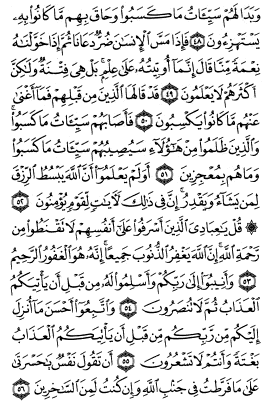 وَبَدَا لَهُمْ سَيِّـَٔاتُ مَا كَسَبُوا۟ وَحَاقَ بِهِم مَّا كَانُوا۟ بِهِۦ
يَسْتَهْزِءُونَ ٤٨ فَإِذَا مَسَّ ٱلْإِنسَٰنَ ضُرٌّ دَعَانَا ثُمَّ إِذَا خَوَّلْنَٰهُ
نِعْمَةً مِّنَّا قَالَ إِنَّمَآ أُوتِيتُهُۥ عَلَىٰ عِلْمٍۭ بَلْ هِىَ فِتْنَةٌ وَلَٰكِنَّ
أَكْثَرَهُمْ لَا يَعْلَمُونَ ٤٩ قَدْ قَالَهَا ٱلَّذِينَ مِن قَبْلِهِمْ فَمَآ أَغْنَىٰ
عَنْهُم مَّا كَانُوا۟ يَكْسِبُونَ ٥٠ فَأَصَابَهُمْ سَيِّـَٔاتُ مَا كَسَبُوا۟
وَٱلَّذِينَ ظَلَمُوا۟ مِنْ هَٰٓؤُلَآءِ سَيُصِيبُهُمْ سَيِّـَٔاتُ مَا كَسَبُوا۟
وَمَا هُم بِمُعْجِزِينَ ٥١ أَوَلَمْ يَعْلَمُوٓا۟ أَنَّ ٱللَّهَ يَبْسُطُ ٱلرِّزْقَ
لِمَن يَشَآءُ وَيَقْدِرُ إِنَّ فِى ذَٰلِكَ لَـَٔايَٰتٍ لِّقَوْمٍ يُؤْمِنُونَ ٥٢
۞ قُلْ يَٰعِبَادِىَ ٱلَّذِينَ أَسْرَفُوا۟ عَلَىٰٓ أَنفُسِهِمْ لَا تَقْنَطُوا۟ مِن
رَّحْمَةِ ٱللَّهِ إِنَّ ٱللَّهَ يَغْفِرُ ٱلذُّنُوبَ جَمِيعًا إِنَّهُۥ هُوَ ٱلْغَفُورُ ٱلرَّحِيمُ
٥٣ وَأَنِيبُوٓا۟ إِلَىٰ رَبِّكُمْ وَأَسْلِمُوا۟ لَهُۥ مِن قَبْلِ أَن يَأْتِيَكُمُ
ٱلْعَذَابُ ثُمَّ لَا تُنصَرُونَ ٥٤ وَٱتَّبِعُوٓا۟ أَحْسَنَ مَآ أُنزِلَ
إِلَيْكُم مِّن رَّبِّكُم مِّن قَبْلِ أَن يَأْتِيَكُمُ ٱلْعَذَابُ
بَغْتَةً وَأَنتُمْ لَا تَشْعُرُونَ ٥٥ أَن تَقُولَ نَفْسٌ يَٰحَسْرَتَىٰ
عَلَىٰ مَا فَرَّطتُ فِى جَنۢبِ ٱللَّهِ وَإِن كُنتُ لَمِنَ ٱلسَّٰخِرِينَ ٥٦